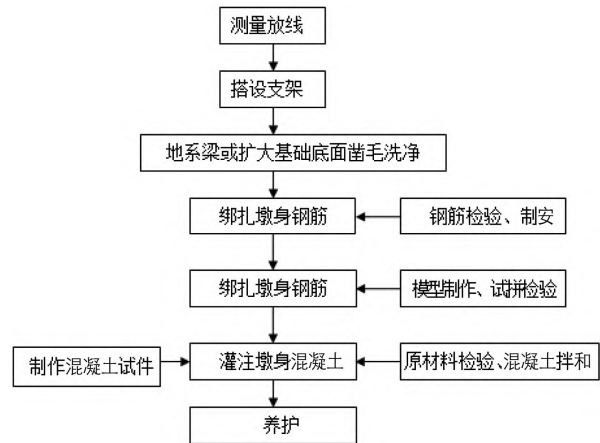 测量放线
搭设支架
地系梁或扩大基础底面凿毛洗净
绑扎墩身钢筋
钢筋检验、制安
绑扎墩身钢筋
模型制作、试拼检验
制作混凝土试件
灌注墩身混凝土
原材料检验、混凝土拌和
养护